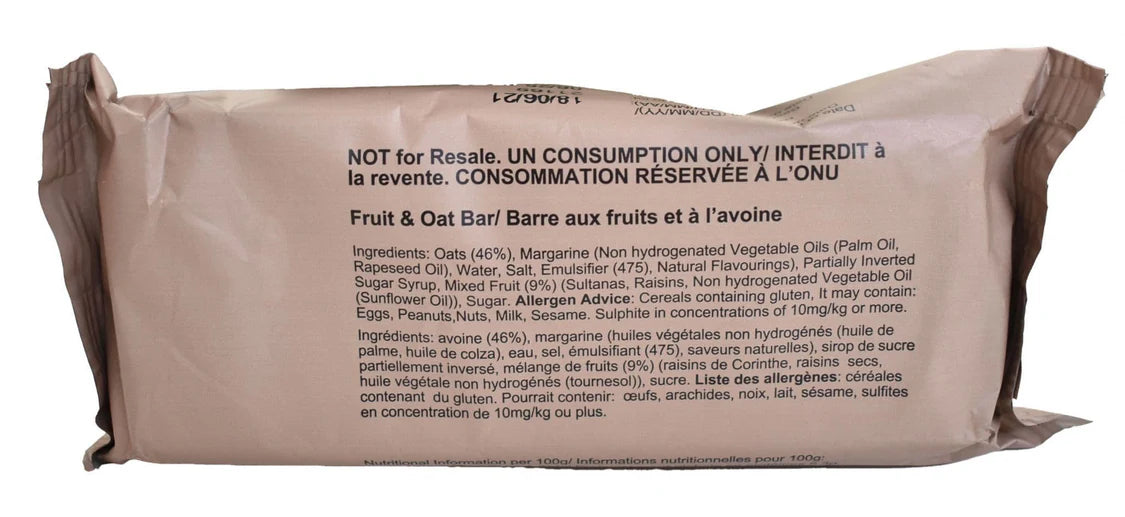 18/06/21
NOT for Resale. UN CONSUMPTION ONLY/ INTERDIT à
la revente. CONSOMMATION RÉSERVÉE À L'ONU
Fruit & Oat Bar/ Barre aux fruits et à l'avoine
Ingredients: Oats (46%), Margarine (Non hydrogenated Vegetable Oils (Palm Oil,
Rapeseed Oil), Water, Salt, Emulsifier (475), Natural Flavourings), Partially Inverted
Sugar Syrup, Mixed Fruit (9%) (Sultanas, Raisins, Non hydrogenated Vegetable Oil
(Sunflower Oil)), Sugar. Allergen Advice: Cereals containing gluten, It may contain:
Eggs, Peanuts,Nuts, Milk, Sesame. Sulphite in concentrations of 10mg/kg or more.
Ingrédients: avoine (46%), margarine (huiles végétales non hydrogénés (huile de
palme, huile de colza), eau, sel, émulsifiant (475), saveurs naturelles), sirop de sucre
partiellement inversé, mélange de fruits (9%) (raisins de Corinthe, raisins secs,
huile végétale non hydrogénés (tournesol)), sucre. Liste des allergènes: céréales
contenant du gluten. Pourrait contenir: œufs, arachides, noix, lait, sésame, sulfites
en concentration de 10mg/kg ou plus.
Nutritional Information per 100g/ Informations nutritionnelles pour 100g: